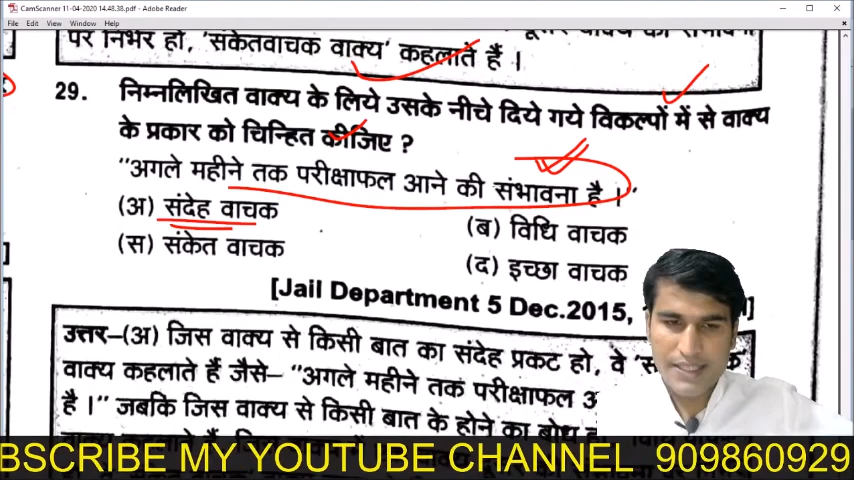 CamScanner 11-04-2020 14.48.38.pdf - Adobe Reader
File Edit View Window Help
पर निर्भर हो, 'संकेतवाचक वाक्य' कहलाते हैं ।
29. निम्नलिखित वाक्य के लिये उसके नीचे दिये गये विकल्पों में से वाक्य
के प्रकार को चिन्हित कीजिए ?
"अगले महीने तक परीक्षाफल आने की संभावना है ।"
(अ) संदेह वाचक
(ब) विधि वाचक
(स) संकेत वाचक
(द) इच्छा वाचक
[Jail Department 5 Dec.2015,
उत्तर–(अ) जिस वाक्य से किसी बात का संदेह प्रकट हो, वे
वाक्य कहलाते हैं जैसे– "अगले महीने तक परीक्षाफल
है ।" जबकि जिस वाक्य से किसी बात के होने का बोध
BSCRIBE MY YOUTUBE CHANNEL 909860929